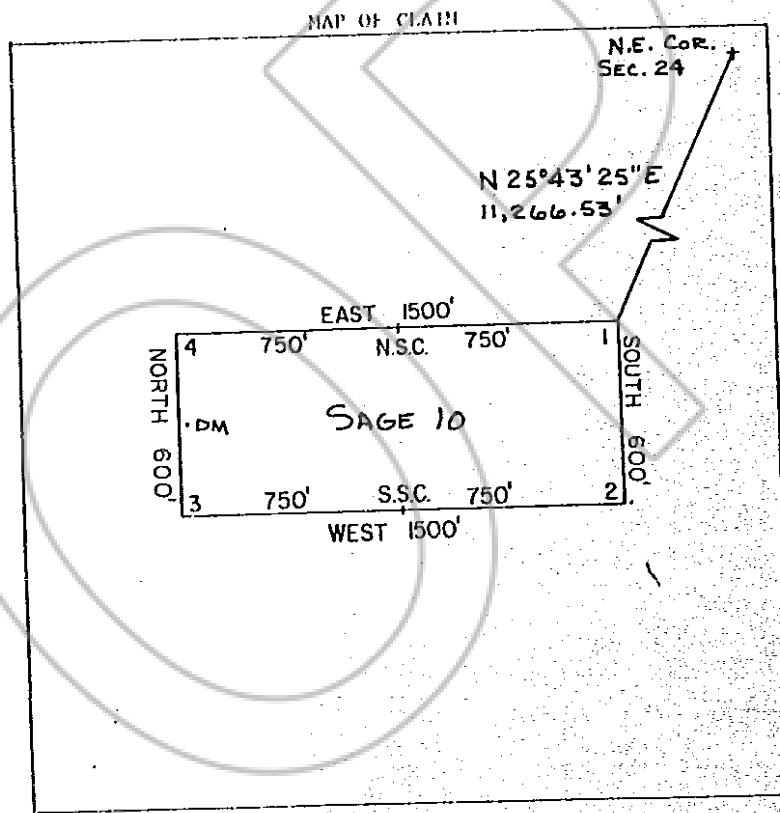 MAP OF CLAIM
N.E. COR.
SEC. 24
N 25°43'25"E
11,266.53'
EAST 1500'
4 750' N.S.C. 750' 1
NORTH 600'
SOUTH 600'
DM
SAGE 10
3 750' S.S.C. 750' 2
WEST 1500'